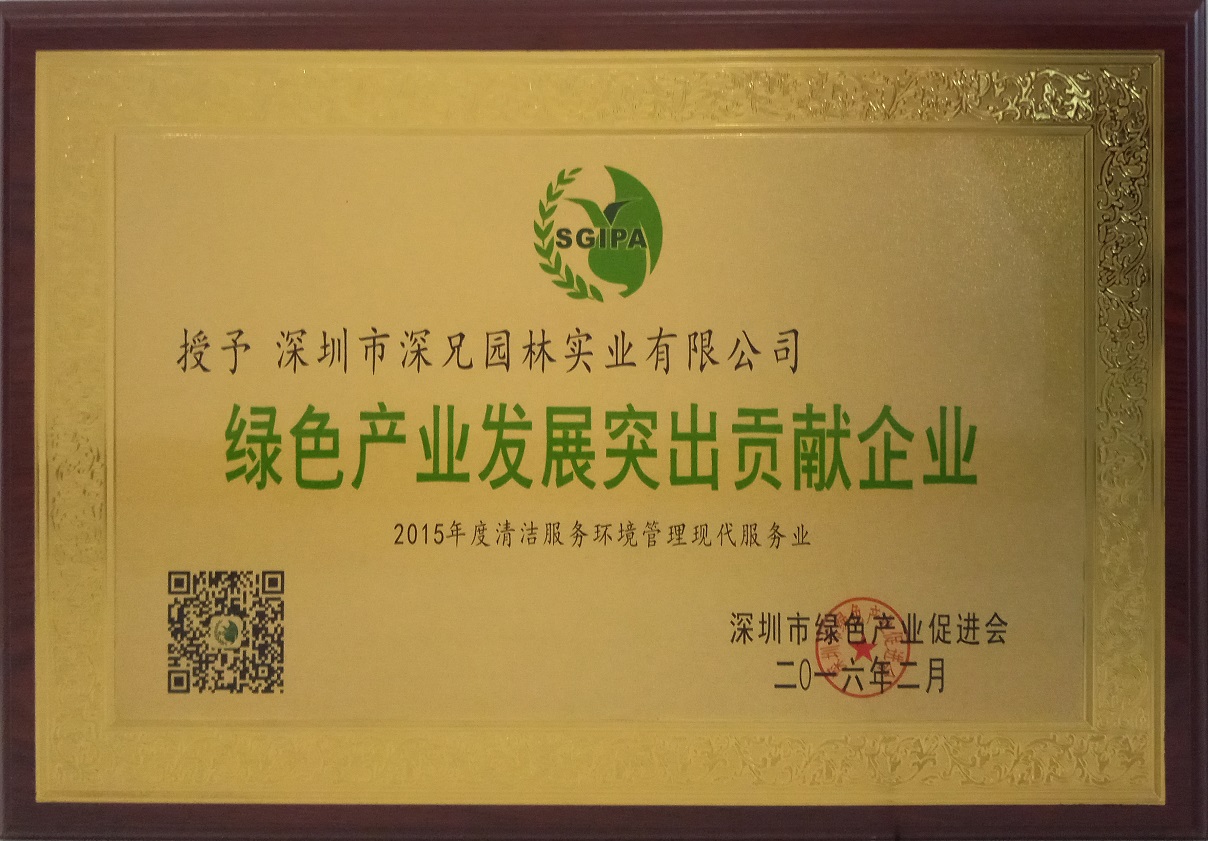 SGIPA
授予 深圳市深兄园林实业有限公司
绿色产业发展突出贡献企业
2015年度清洁服务环境管理现代服务业
深圳市绿色产业促进会
二0一六年二月